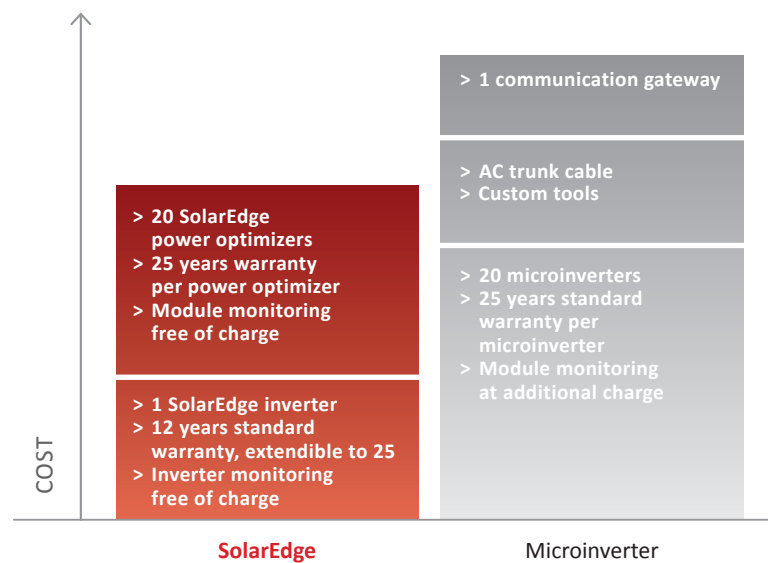 COST
> 20 SolarEdge
power optimizers
> 25 years warranty
per power optimizer
> Module monitoring
free of charge
> 1 SolarEdge inverter
> 12 years standard
warranty, extendible to 25
> Inverter monitoring
free of charge
SolarEdge
> 1 communication gateway
> AC trunk cable
> Custom tools
> 20 microinverters
> 25 years standard
warranty per
microinverter
> Module monitoring
at additional charge
Microinverter